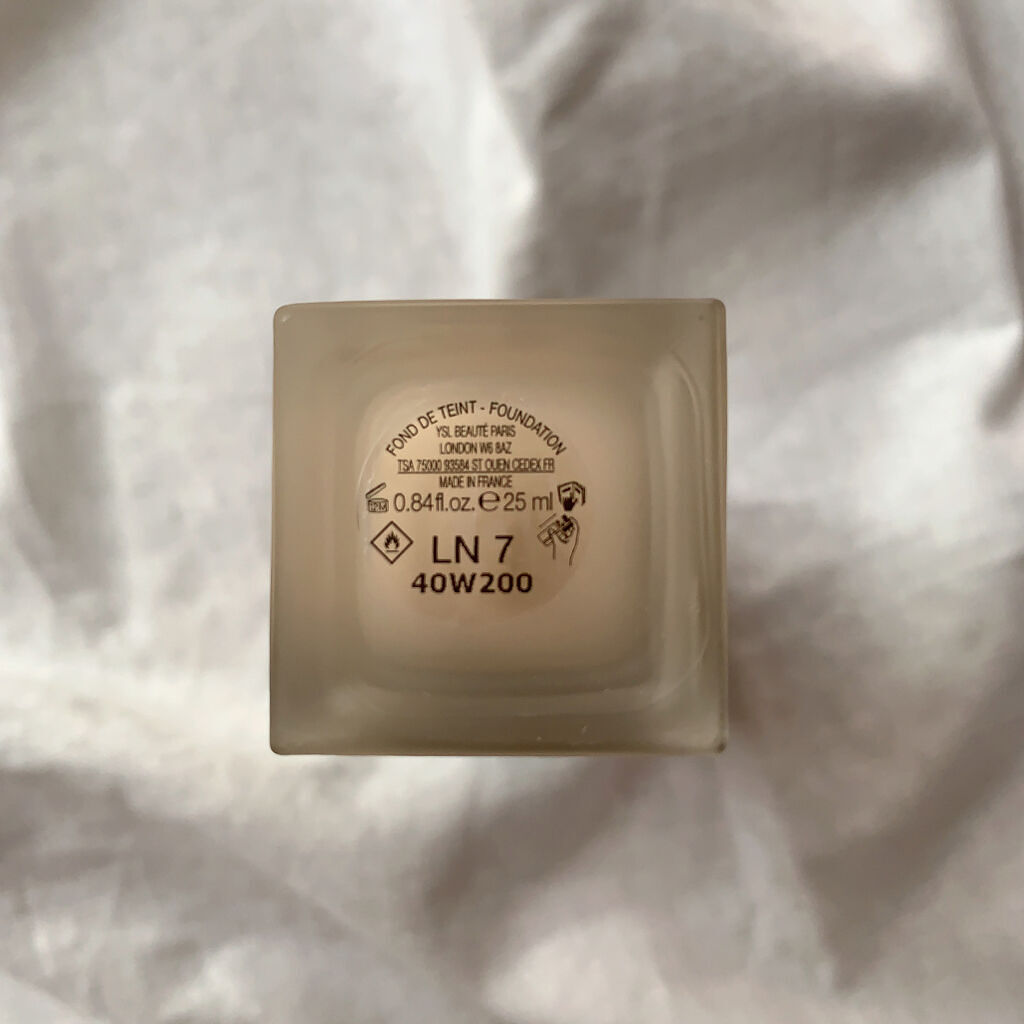 FOND DE TEINT - FOUNDATION
YSL BEAUTÉ PARIS
LONDON W6 8AZ
TSA 75000 93584 ST OUEN CEDEX FR
MADE IN FRANCE
12M 0.84fl.oz. ℮ 25 ml
LN 7
40W200